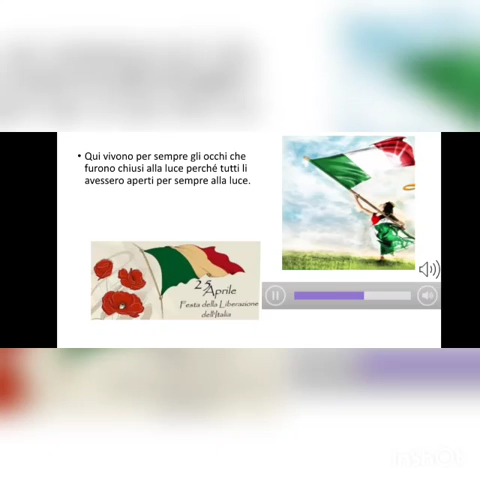 • Qui vivono per sempre gli occhi che
furono chiusi alla luce perché tutti li
avessero aperti per sempre alla luce.
25
Aprile
Festa della Liberazione
dell'Italia